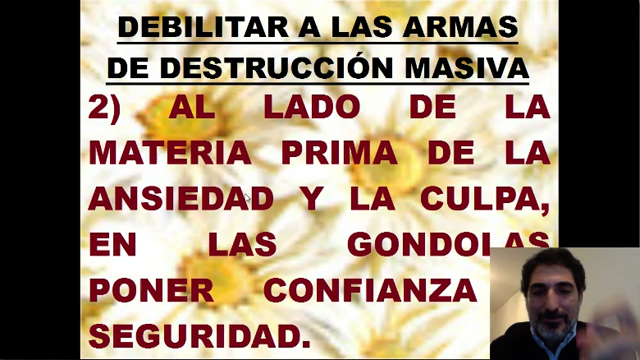 DEBILITAR A LAS ARMAS
DE DESTRUCCIÓN MASIVA
2) AL LADO DE LA
MATERIA PRIMA DE LA
ANSIEDAD Y LA CULPA,
EN LAS GONDOLAS
PONER CONFIANZA
SEGURIDAD.